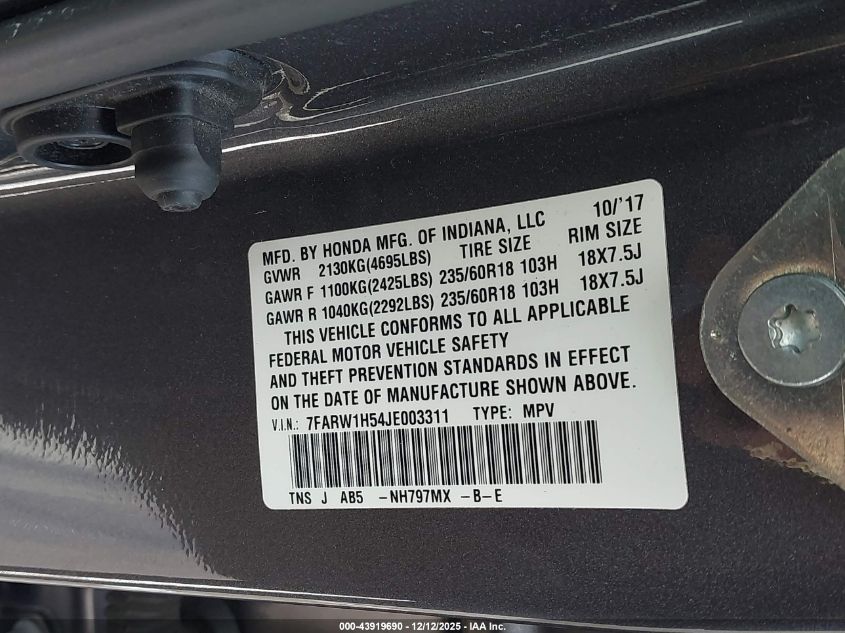 MFD. BY HONDA MFG. OF INDIANA, LLC 10/'17
GVWR 2130KG(4695LBS) TIRE SIZE RIM SIZE
GAWR F 1100KG(2425LBS) 235/60R18 103H 18X7.5J
GAWR R 1040KG(2292LBS) 235/60R18 103H 18X7.5J
THIS VEHICLE CONFORMS TO ALL APPLICABLE
FEDERAL MOTOR VEHICLE SAFETY
AND THEFT PREVENTION STANDARDS IN EFFECT
ON THE DATE OF MANUFACTURE SHOWN ABOVE.
V.I.N.: 7FARW1H54JE003311 TYPE: MPV
TNS J AB5 -NH797MX -B-E
000-43919690 - 12/12/2025 - IAA Inc.